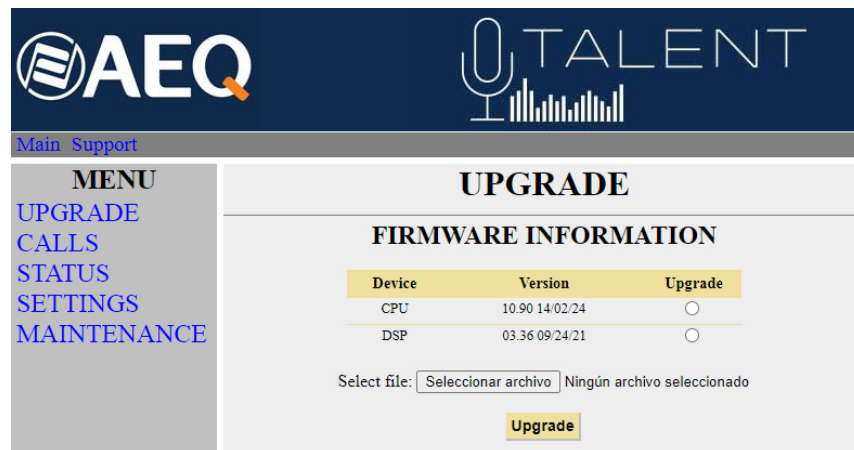 AEQ
TALENT
Main Support
MENU
UPGRADE
CALLS
STATUS
SETTINGS
MAINTENANCE
UPGRADE
FIRMWARE INFORMATION
Device Version Upgrade
CPU 10.90 14/02/24
DSP 03.36 09/24/21
Select file: Seleccionar archivo Ningún archivo seleccionado
Upgrade